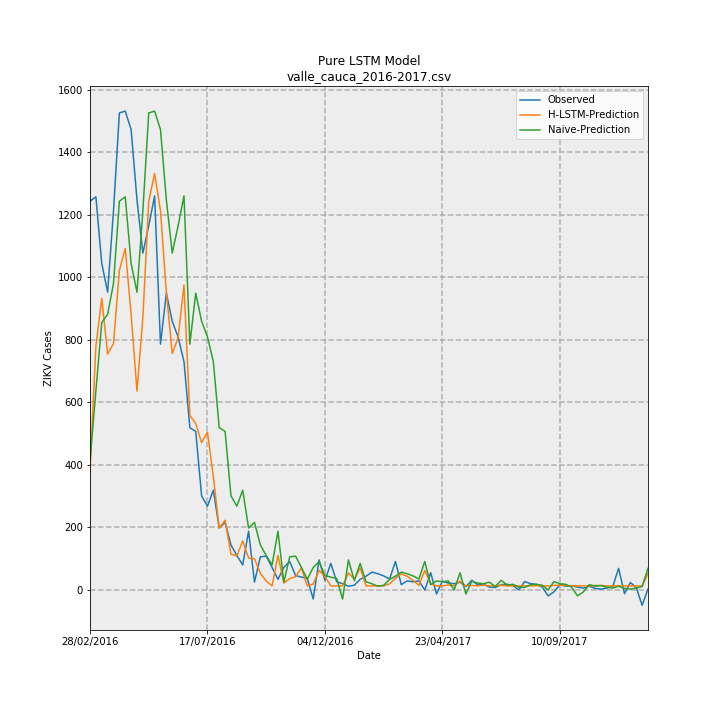 Pure LSTM Model
valle_cauca_2016-2017.csv
Observed
H-LSTM-Prediction
Naive-Prediction
ZIKV Cases
1600
1400
1200
1000
800
600
400
200
0
28/02/2016 17/07/2016 04/12/2016 23/04/2017 10/09/2017
Date